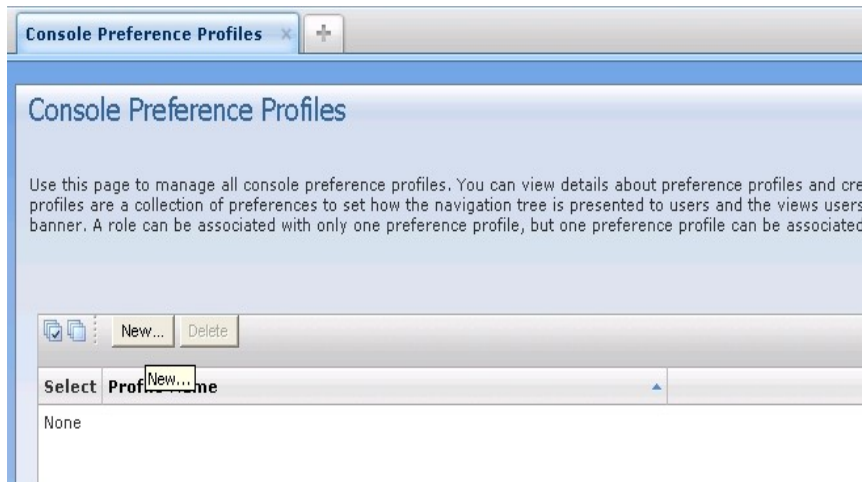 Console Preference Profiles
Console Preference Profiles
Use this page to manage all console preference profiles. You can view details about preference profiles and cre
profiles are a collection of preferences to set how the navigation tree is presented to users and the views users
banner. A role can be associated with only one preference profile, but one preference profile can be associated
New... Delete
New...
Select Profile Name
None